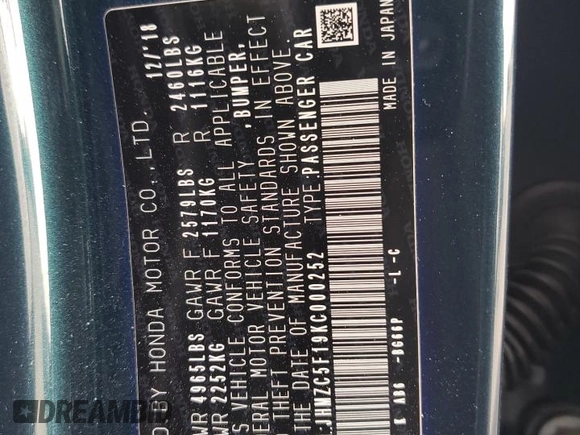 D BY HONDA MOTOR CO.,LTD. 12/'18
WR 4965LBS GAWR F 2579LBS R 2460LBS
WR 2252KG GAWR F 1170KG R 1116KG
S VEHICLE CONFORMS TO ALL APPLICABLE
ERAL MOTOR VEHICLE SAFETY ,BUMPER,
D THEFT PREVENTION STANDARDS IN EFFECT
THE DATE OF MANUFACTURE SHOWN ABOVE.
:JHMZC5F19KC000252 TYPE:PASSENGER CAR
-L -C MADE IN JAPAN
DREAMBID